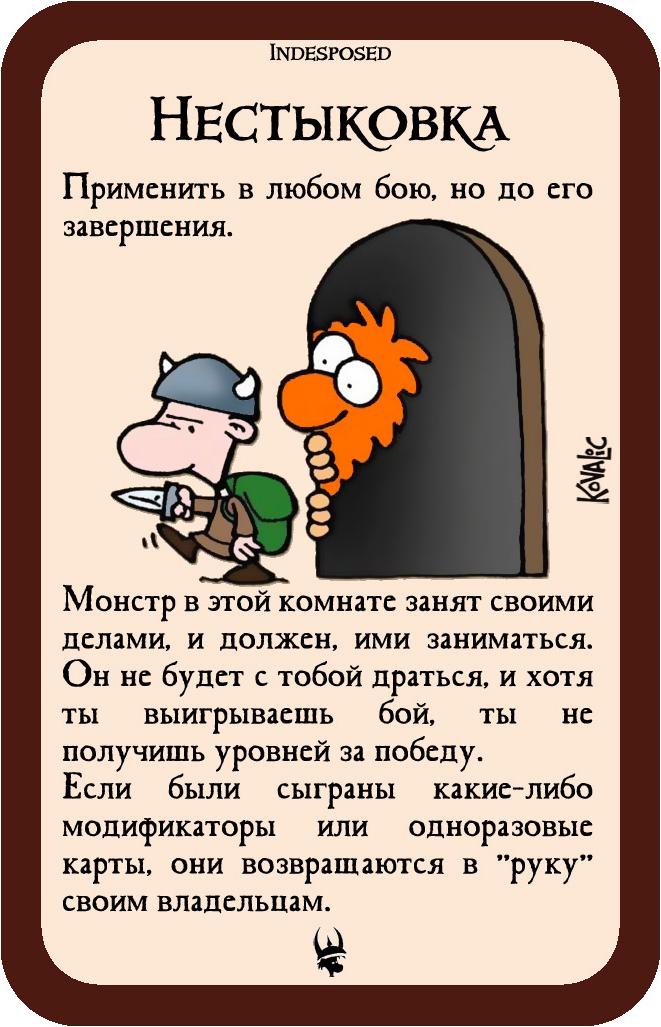 Indesposed
Нестыковка
Применить в любом бою, но до его
завершения.
Kovalic
Монстр в этой комнате занят своими
делами, и должен, ими заниматься.
Он не будет с тобой драться, и хотя
ты выигрываешь бой, ты не
получишь уровней за победу.
Если были сыграны какие-либо
модификаторы или одноразовые
карты, они возвращаются в "руку"
своим владельцам.